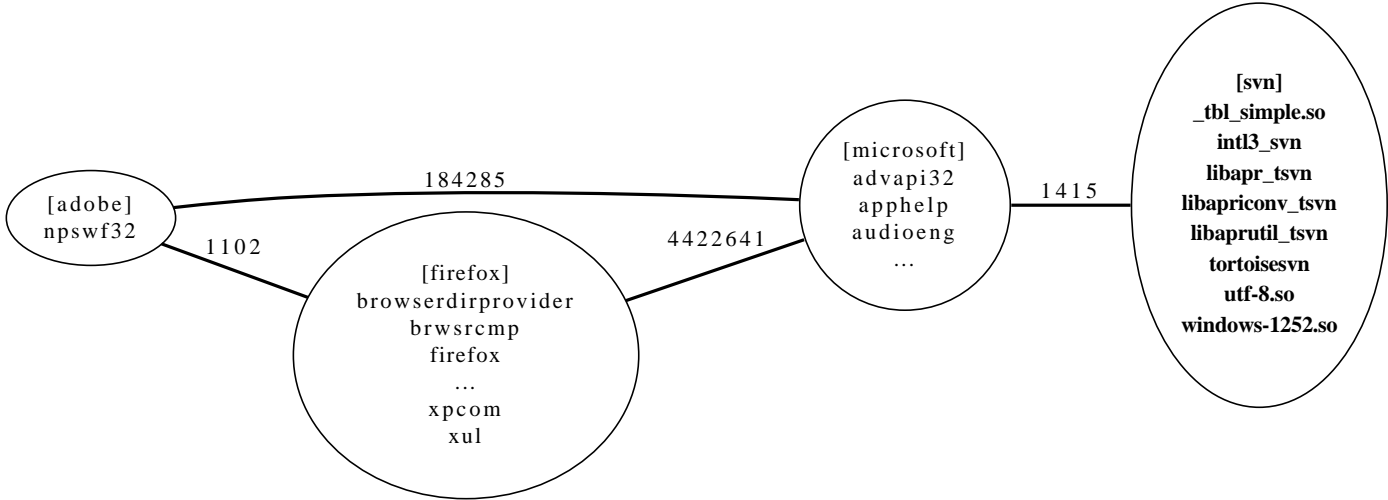 [adobe]
npswf32
184285
1102
[firefox]
browserdirprovider
brwsrcmp
firefox
...
xpcom
xul
4422641
[microsoft]
advapi32
apphelp
audioeng
...
1415
[svn]
_tbl_simple.so
intl3_svn
libapr_tsvn
libapriconv_tsvn
libaprutil_tsvn
tortoisesvn
utf-8.so
windows-1252.so